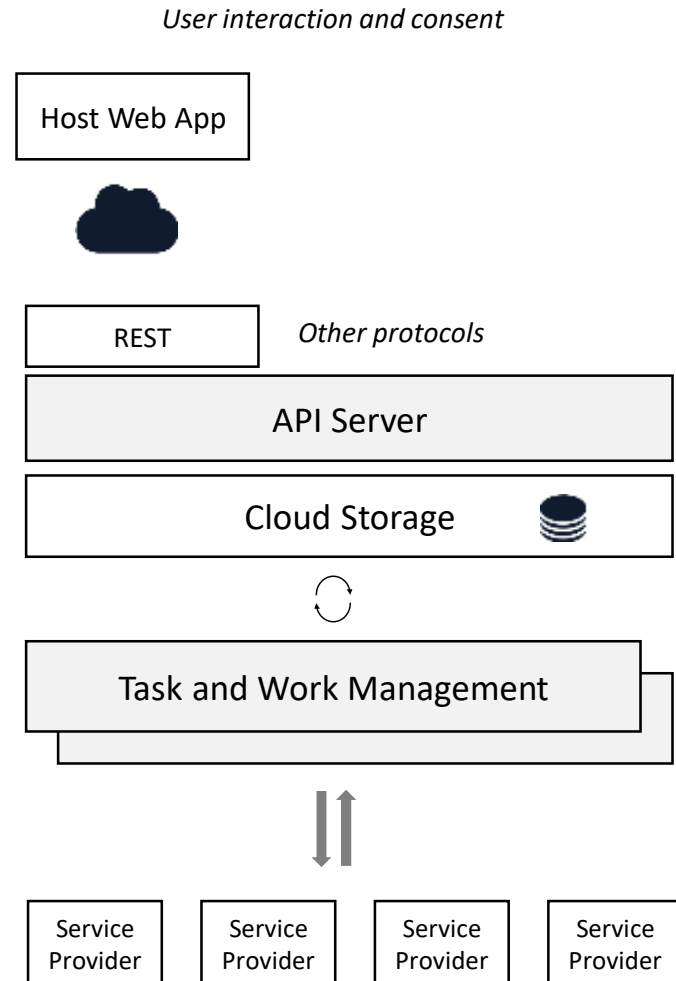 User interaction and consent
Host Web App
REST
Other protocols
API Server
Cloud Storage
Task and Work Management
Service
Provider
Service
Provider
Service
Provider
Service
Provider